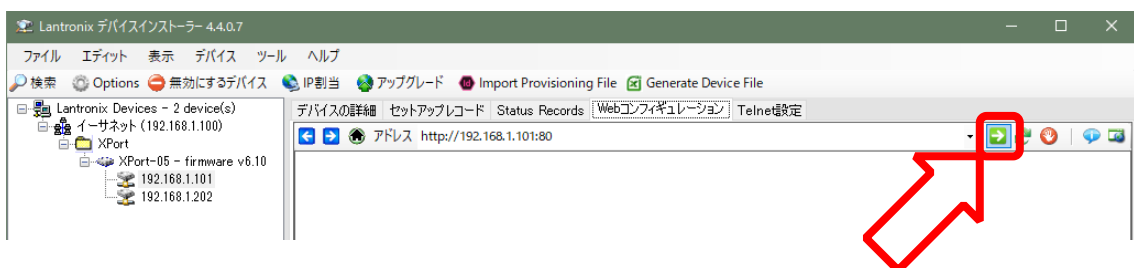 Lantronix デバイスインストーラー 4.4.0.7
ファイル エディット 表示 デバイス ツール ヘルプ
検索 Options 無効にするデバイス IP割当 アップグレード Import Provisioning File Generate Device File
Lantronix Devices - 2 device(s)
イーサネット (192.168.1.100)
XPort
XPort-05 - firmware v6.10
192.168.1.101
192.168.1.202
デバイスの詳細 セットアップレコード Status Records Webコンフィギュレーション Telnet設定
アドレス http://192.168.1.101:80